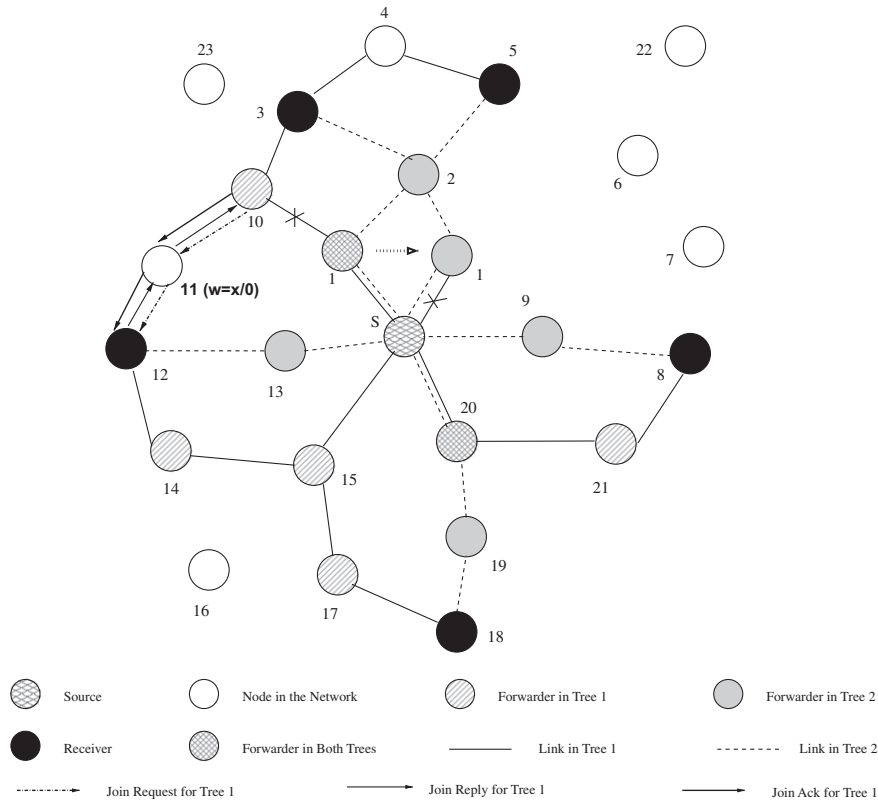 4
23
5
22
3
6
2
10
7
1
1
11 (w=x/0)
9
S
12
8
13
20
14
15
21
19
16
17
18
Source
Node in the Network
Forwarder in Tree 1
Forwarder in Tree 2
Receiver
Forwarder in Both Trees
Link in Tree 1
Link in Tree 2
Join Request for Tree 1
Join Reply for Tree 1
Join Ack for Tree 1